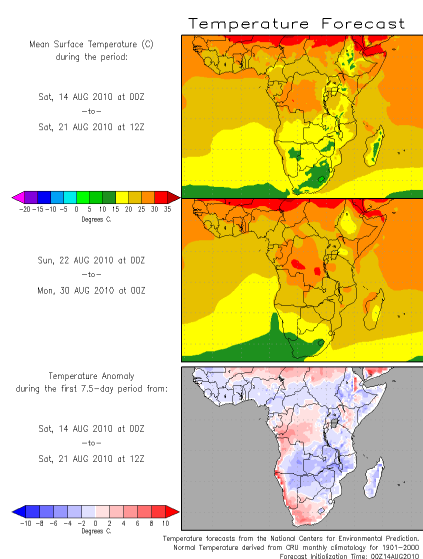 Temperature Forecast
Mean Surface Temperature (C)
during the period:
Sat, 14 AUG 2010 at 00Z
-to-
Sat, 21 AUG 2010 at 12Z
-20 -15 -10 -5 0 5 10 15 20 25 30 35
Degrees C.
Sun, 22 AUG 2010 at 00Z
-to-
Mon, 30 AUG 2010 at 00Z
Temperature Anomaly
during the first 7.5-day period from:
Sat, 14 AUG 2010 at 00Z
-to-
Sat, 21 AUG 2010 at 12Z
-10 -8 -6 -4 -2 0 2 4 6 8 10
Degrees C.
Temperature forecasts from the National Centers for Environmental Prediction.
Normal Temperature derived from CRU monthly climatology for 1901-2000
Forecast Initialization Time: 00Z14AUG2010